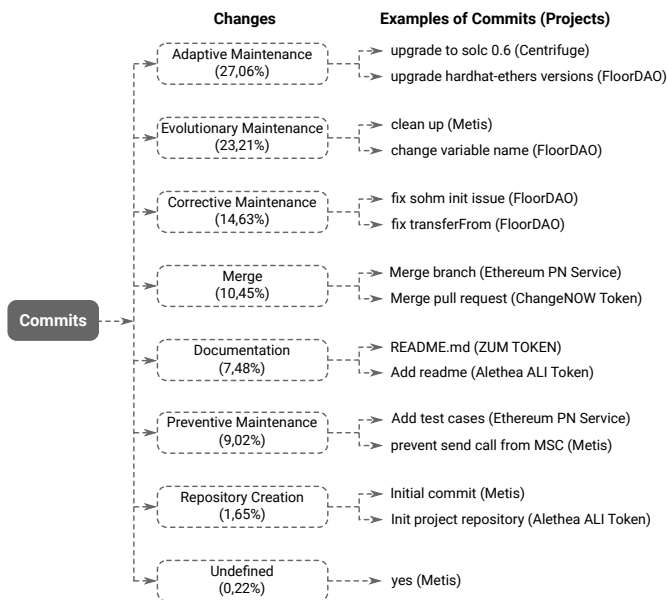 Changes
Examples of Commits (Projects)
Commits
Adaptive Maintenance
(27,06%)
upgrade to solc 0.6 (Centrifuge)
upgrade hardhat-ethers versions (FloorDAO)
Evolutionary Maintenance
(23,21%)
clean up (Metis)
change variable name (FloorDAO)
Corrective Maintenance
(14,63%)
fix sohm init issue (FloorDAO)
fix transferFrom (FloorDAO)
Merge
(10,45%)
Merge branch (Ethereum PN Service)
Merge pull request (ChangeNOW Token)
Documentation
(7,48%)
README.md (ZUM TOKEN)
Add readme (Alethea ALI Token)
Preventive Maintenance
(9,02%)
Add test cases (Ethereum PN Service)
prevent send call from MSC (Metis)
Repository Creation
(1,65%)
Initial commit (Metis)
Init project repository (Alethea ALI Token)
Undefined
(0,22%)
yes (Metis)